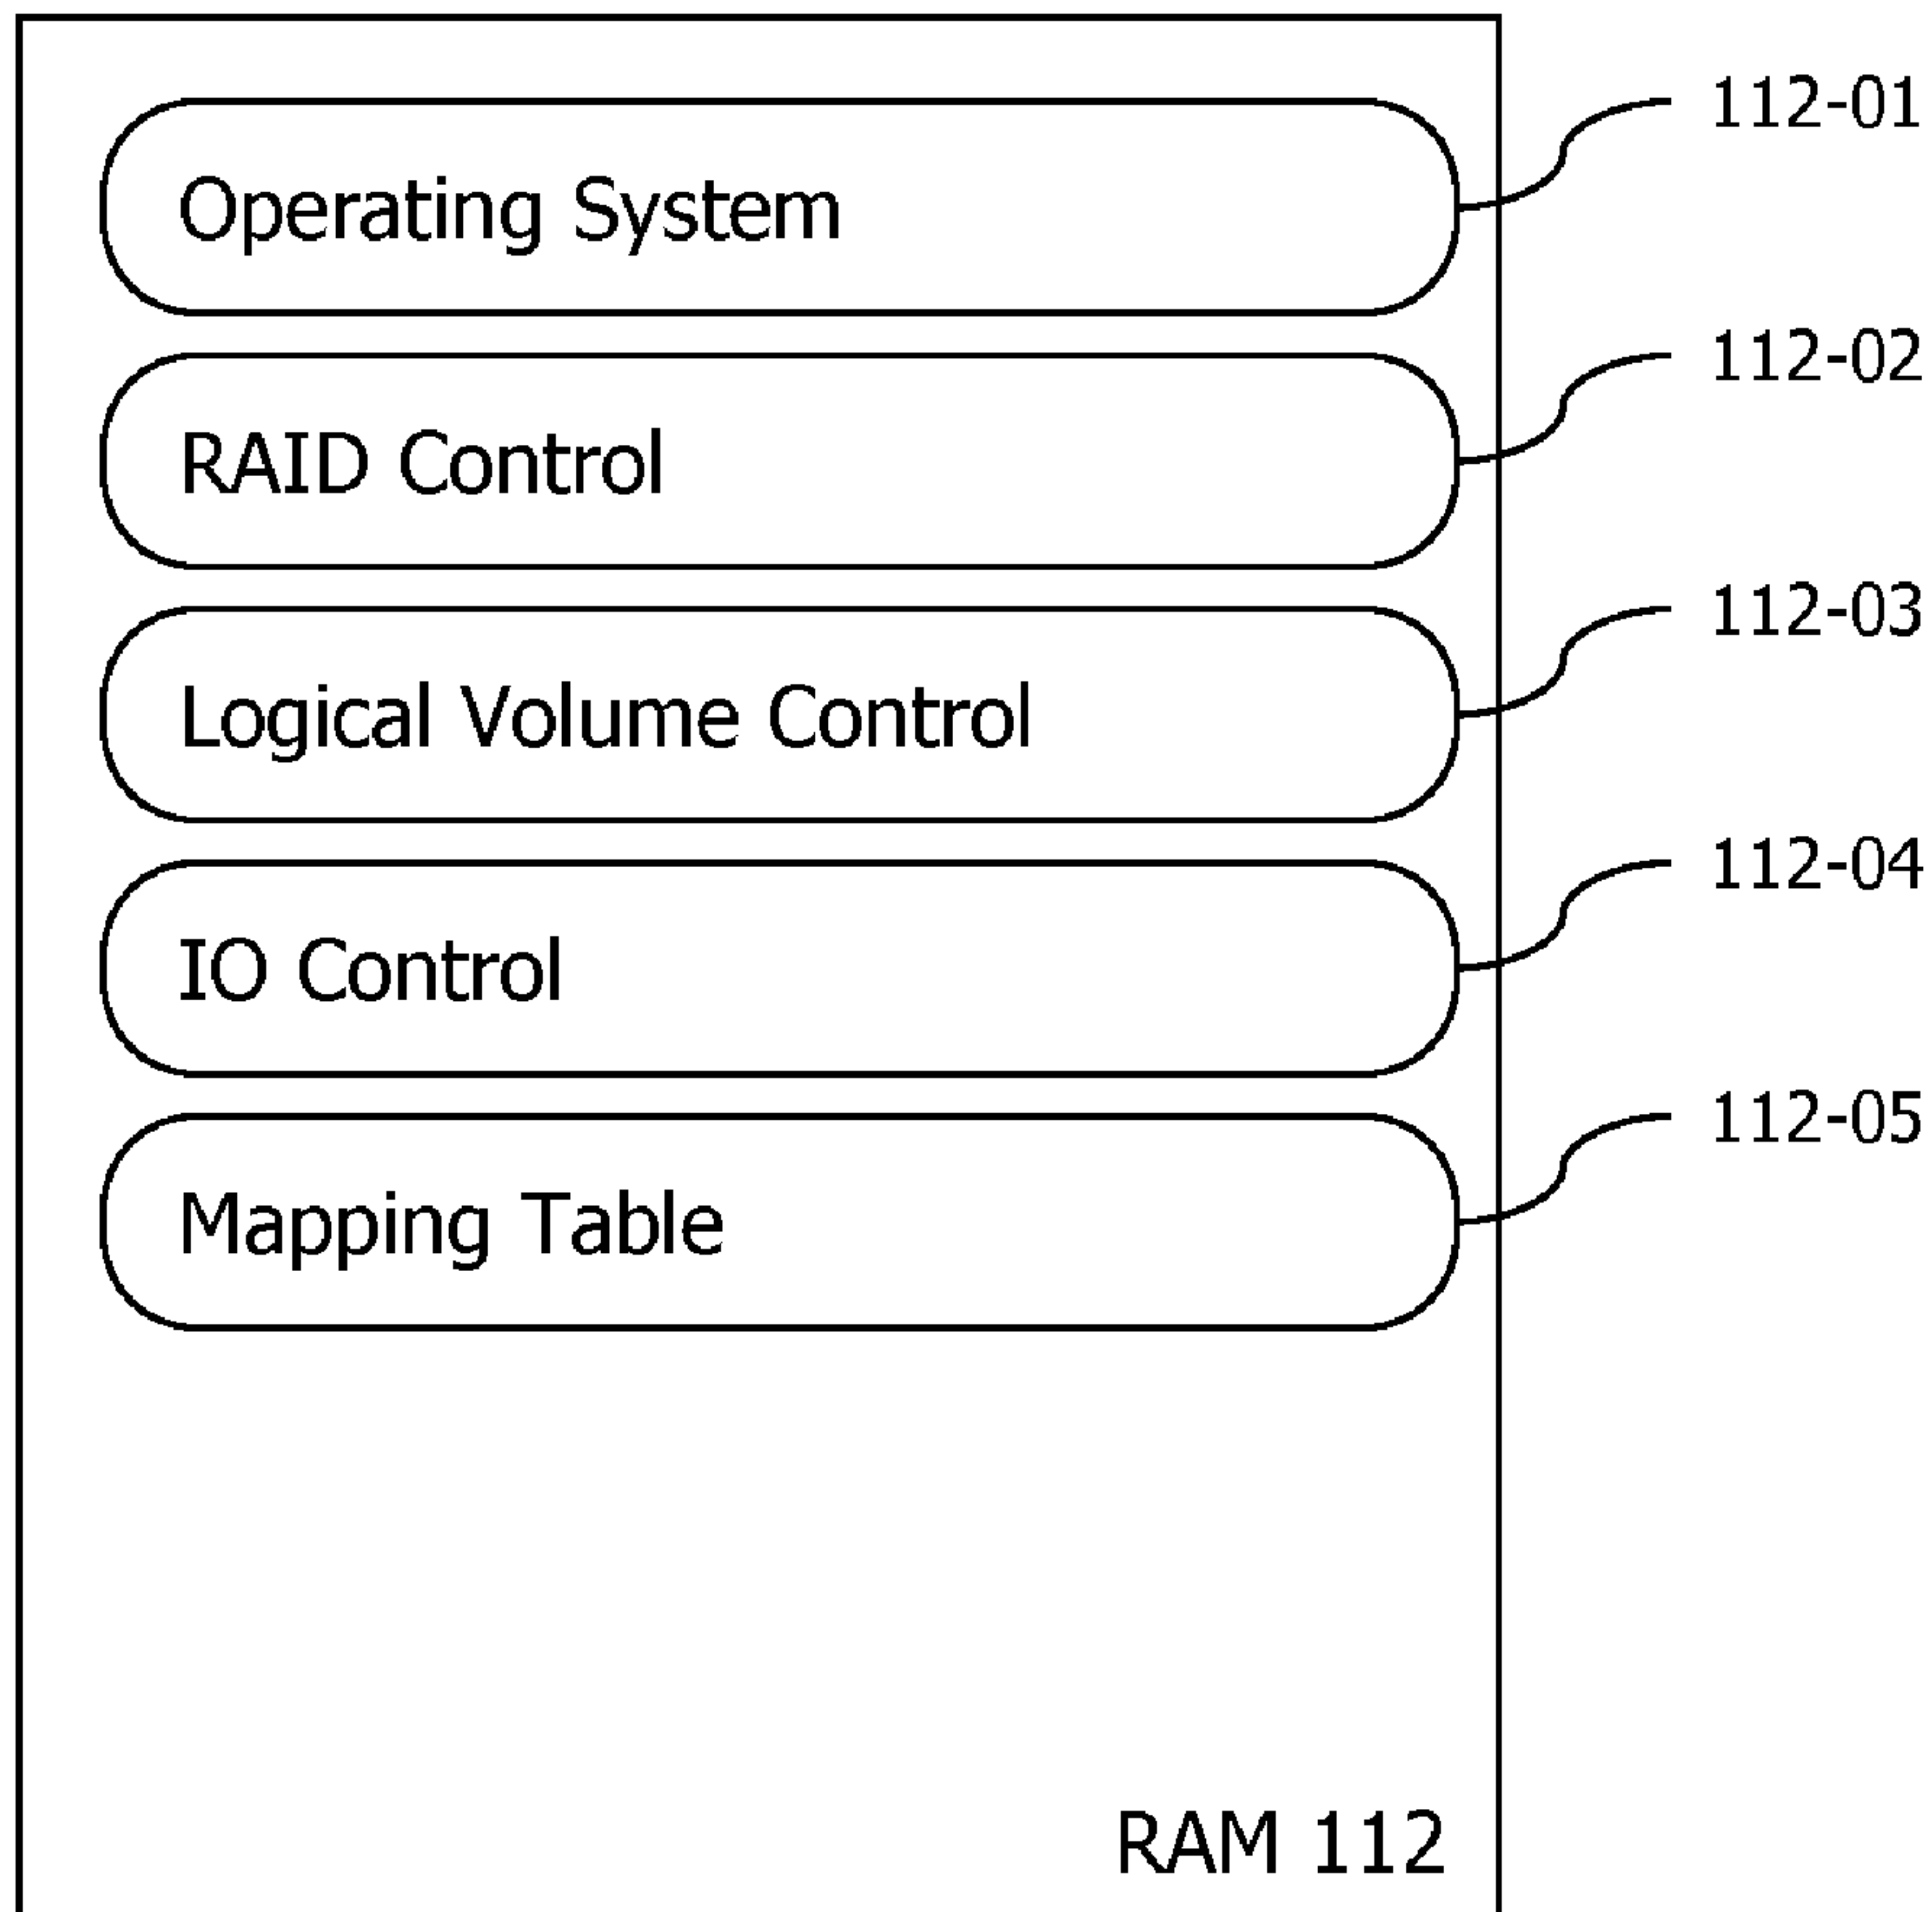 112-01
Operating System
112-02
RAID Control
112-03
Logical Volume Control
112-04
IO Control
112-05
Mapping Table
RAM 112